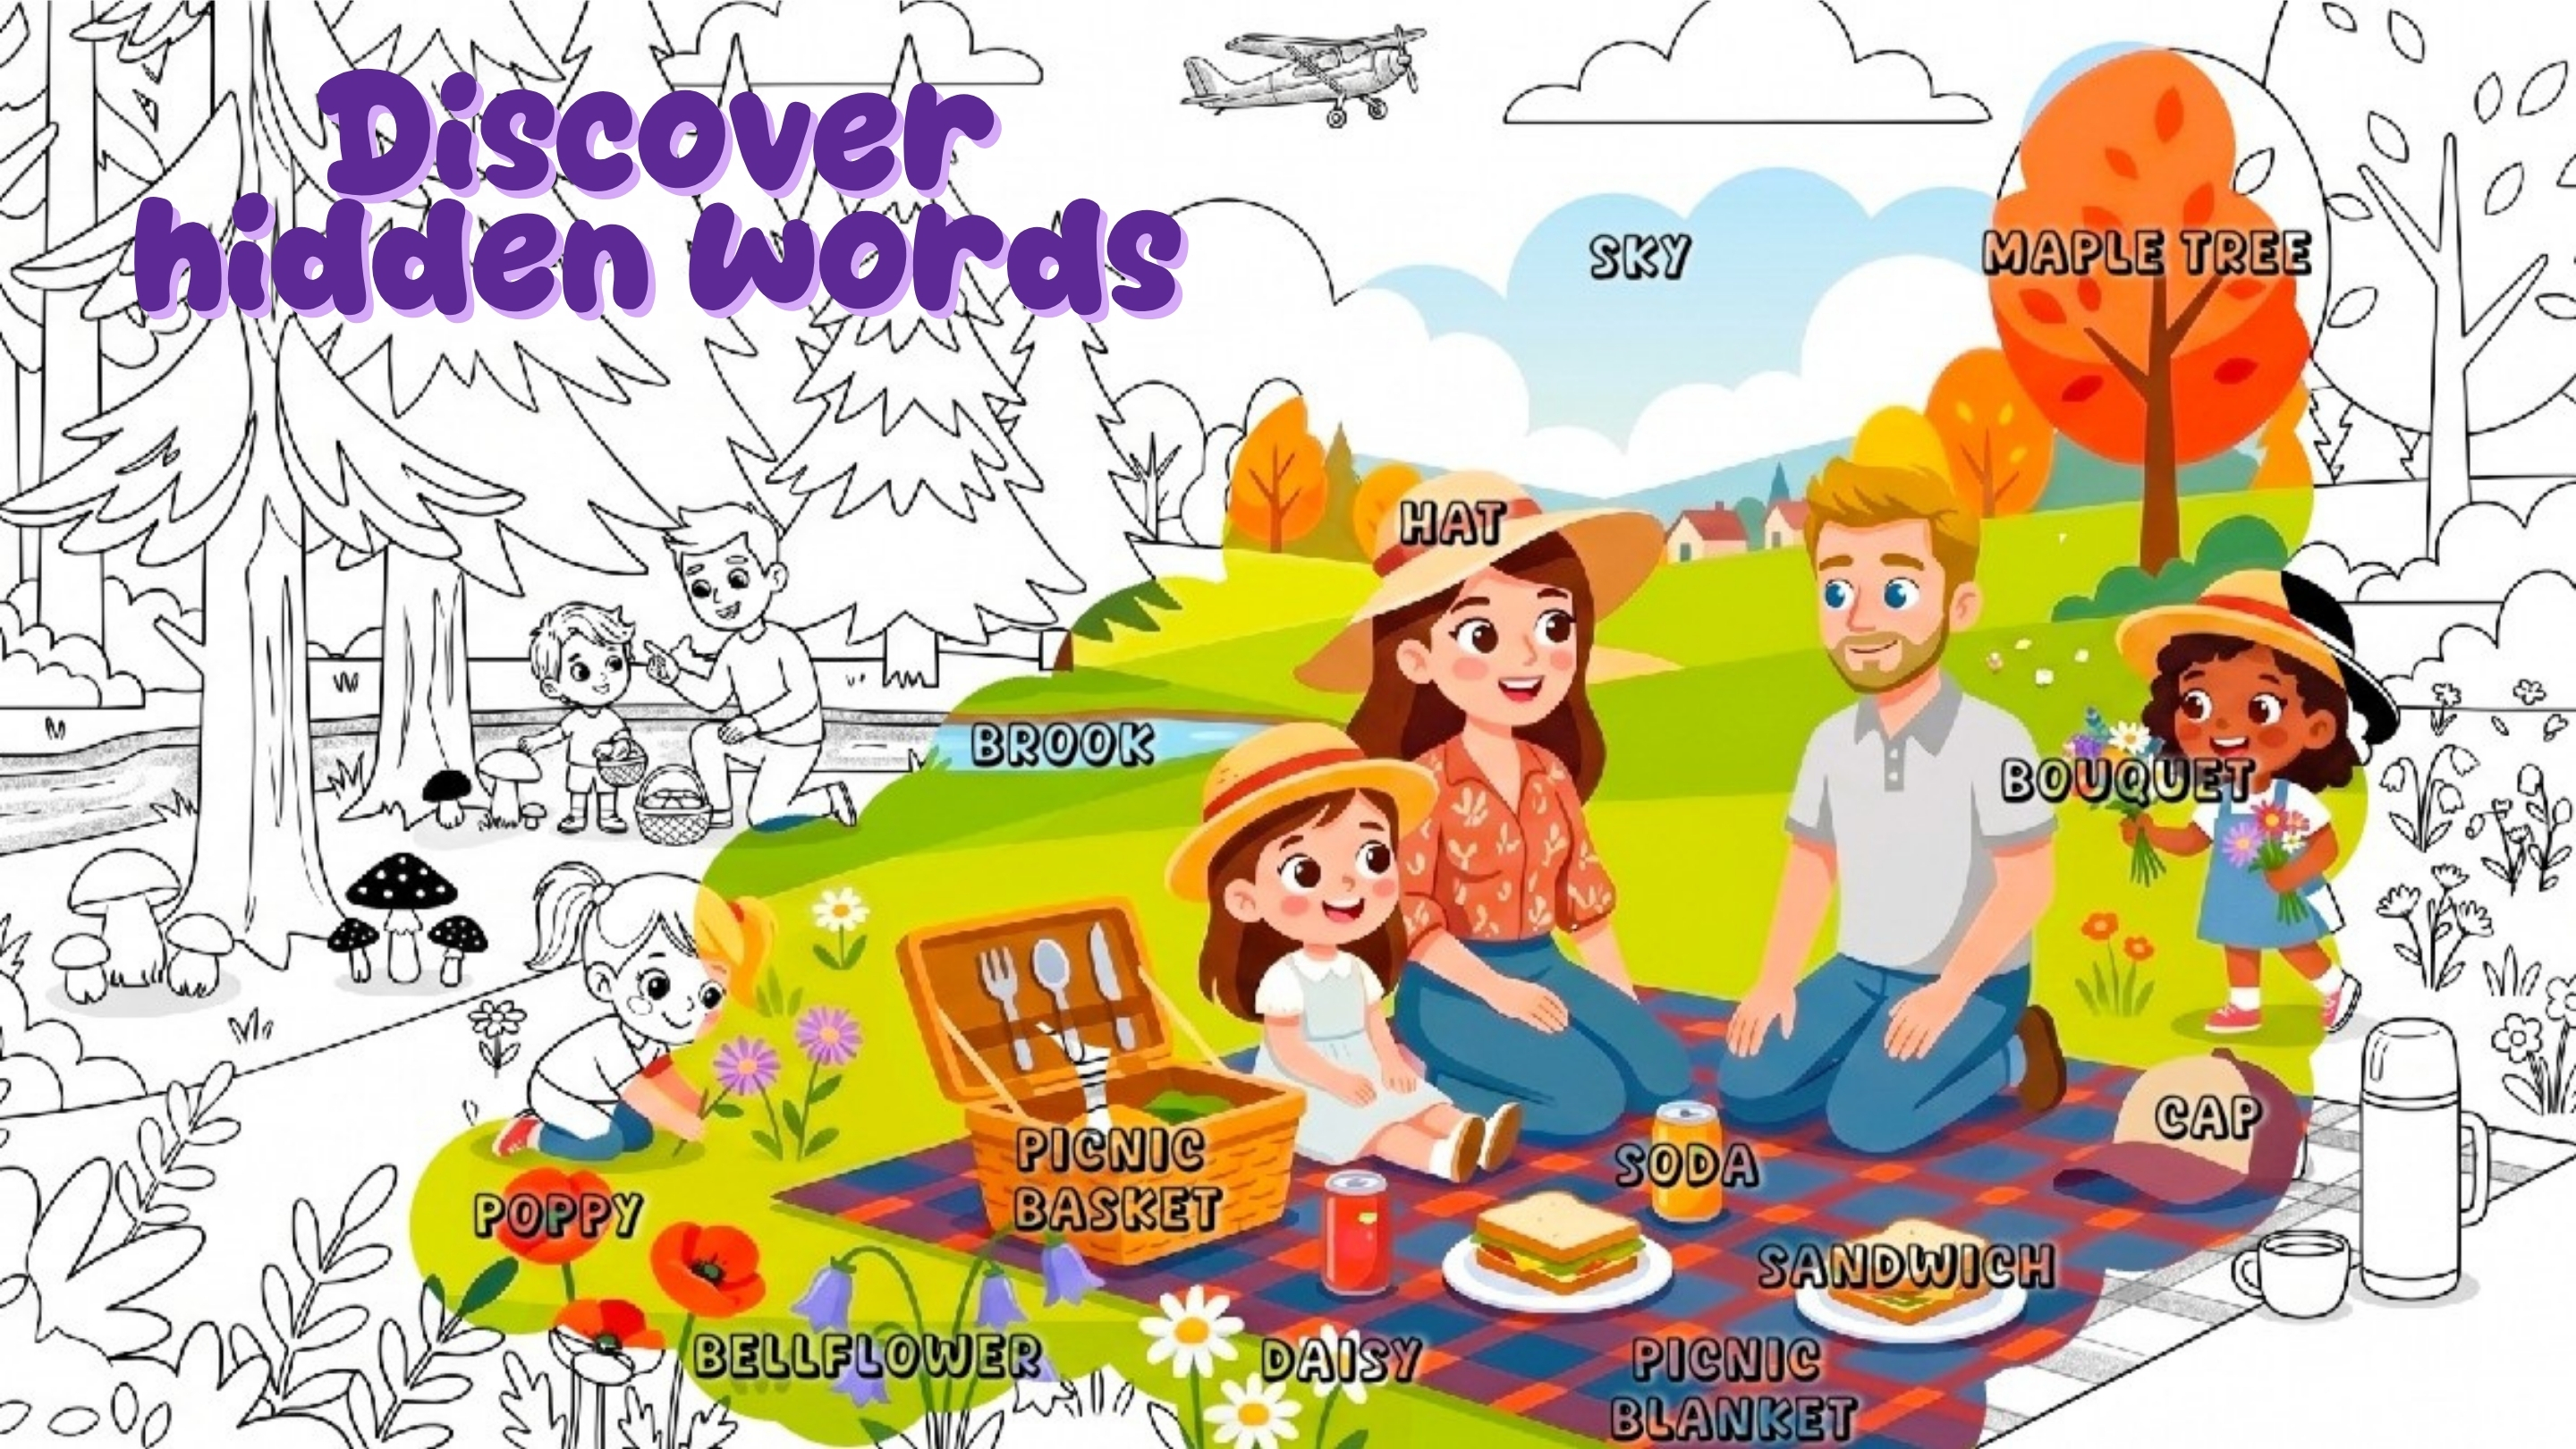 Discover
hidden words
SKY
MAPLE TREE
HAT
BROOK
BOUQUET
CAP
PICNIC
BASKET
SODA
POPPY
SANDWICH
BELLFLOWER
DAISY
PICNIC
BLANKET